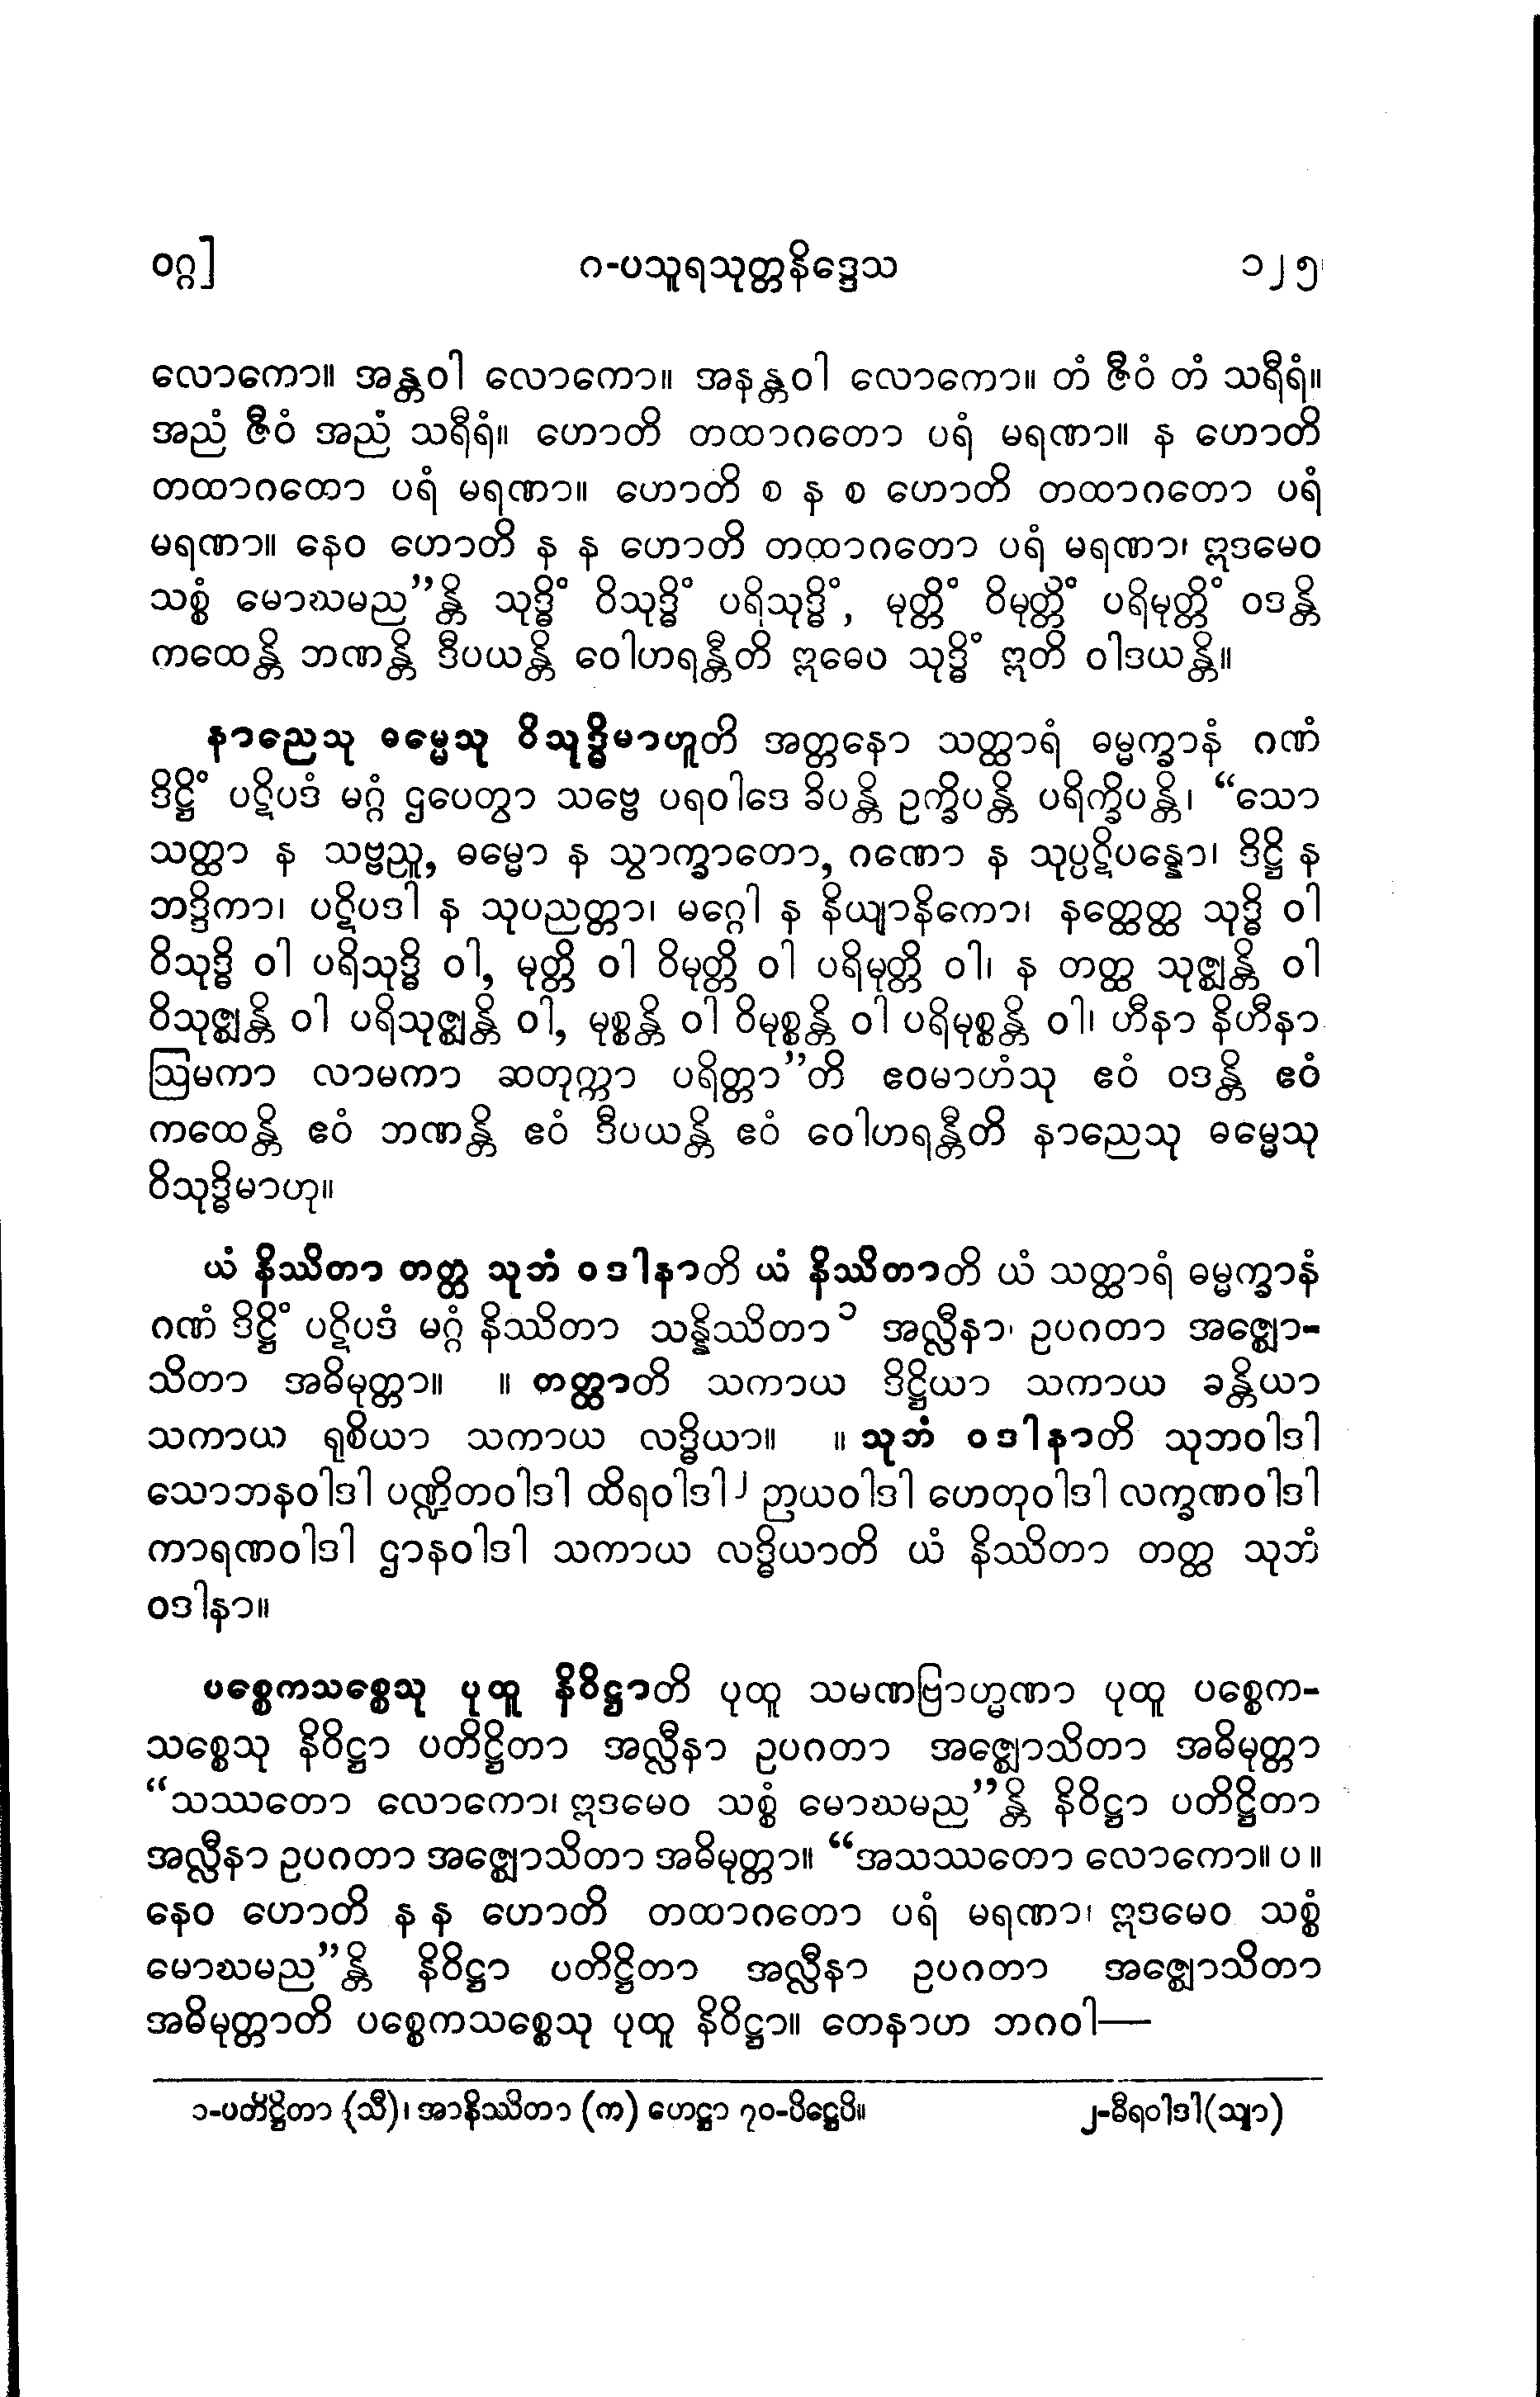 ဝဂ္ဂ] ၈-ပသူရသုတ္တနိဒ္ဒေသ ၁၂၅
လောကော။ အန္တဝါ လောကော။ အနန္တဝါ လောကော။ တံ ဇီဝံ တံ သရီရံ။
အညံ ဇီဝံ အညံ သရီရံ။ ဟောတိ တထာဂတော ပရံ မရဏာ။ န ဟောတိ
တထာဂတော ပရံ မရဏာ။ ဟောတိ စ န စ ဟောတိ တထာဂတော ပရံ
မရဏာ။ နေဝ ဟောတိ န န ဟောတိ တထာဂတော ပရံ မရဏာ၊ ဣဒမေဝ
သစ္စံ မောဃမည”န္တိ သုဒ္ဓိံ ဝိသုဒ္ဓိံ ပရိသုဒ္ဓိံ, မုတ္တိံ ဝိမုတ္တိံ ပရိမုတ္တိံ ဝဒန္တိ
ကထေန္တိ ဘဏန္တိ ဒီပယန္တိ ဝေါဟရန္တီတိ ဣဓေဝ သုဒ္ဓိံ ဣတိ ဝါဒယန္တိ။
နာညေသု ဓမ္မေသု ဝိသုဒ္ဓိမာဟူတိ အတ္တနော သတ္ထာရံ ဓမ္မက္ခာနံ ဂဏံ
ဒိဋ္ဌိံ ပဋိပဒံ မဂ္ဂံ ဌပေတွာ သဗ္ဗေ ပရဝါဒေ ခိပန္တိ ဥက္ခိပန္တိ ပရိက္ခိပန္တိ၊ “သော
သတ္ထာ န သဗ္ဗညူ, ဓမ္မော န သွာက္ခာတော, ဂဏော န သုပ္ပဋိပန္နော၊ ဒိဋ္ဌိ န
ဘဒ္ဒိကာ၊ ပဋိပဒါ န သုပညတ္တာ၊ မဂ္ဂေါ န နိယျာနိကော၊ နတ္ထေတ္ထ သုဒ္ဓိ ဝါ
ဝိသုဒ္ဓိ ဝါ ပရိသုဒ္ဓိ ဝါ, မုတ္တိ ဝါ ဝိမုတ္တိ ဝါ ပရိမုတ္တိ ဝါ၊ န တတ္ထ သုဇ္ဈန္တိ ဝါ
ဝိသုဇ္ဈန္တိ ဝါ ပရိသုဇ္ဈန္တိ ဝါ, မုစ္စန္တိ ဝါ ဝိမုစ္စန္တိ ဝါ ပရိမုစ္စန္တိ ဝါ၊ ဟီနာ နိဟီနာ
ဩမကာ လာမကာ ဆတုက္ကာ ပရိတ္တာ”တိ ဧဝမာဟံသု ဧဝံ ဝဒန္တိ ဧဝံ
ကထေန္တိ ဧဝံ ဘဏန္တိ ဧဝံ ဒီပယန္တိ ဧဝံ ဝေါဟရန္တီတိ နာညေသု ဓမ္မေသု
ဝိသုဒ္ဓိမာဟု။
ယံ နိဿိတာ တတ္ထ သုဘံ ဝဒါနာတိ ယံ နိဿိတာတိ ယံ သတ္ထာရံ ဓမ္မက္ခာနံ
ဂဏံ ဒိဋ္ဌိံ ပဋိပဒံ မဂ္ဂံ နိဿိတာ သန္နိဿိတာ၁ အလ္လီနာ၊ ဥပဂတာ အဇ္ဈော-
သိတာ အဓိမုတ္တာ။ ။ တတ္ထာတိ သကာယ ဒိဋ္ဌိယာ သကာယ ခန္တိယာ
သကာယ ရုစိယာ သကာယ လဒ္ဓိယာ။ ။ သုဘံ ဝဒါနာတိ သုဘဝါဒါ
သောဘနဝါဒါ ပဏ္ဍိတဝါဒါ ထိရဝါဒါ၂ ဉာယဝါဒါ ဟေတုဝါဒါ လက္ခဏဝါဒါ
ကာရဏဝါဒါ ဌာနဝါဒါ သကာယ လဒ္ဓိယာတိ ယံ နိဿိတာ တတ္ထ သုဘံ
ဝဒါနာ။
ပစ္စေကသစ္စေသု ပုထူ နိဝိဋ္ဌာတိ ပုထူ သမဏဗြာဟ္မဏာ ပုထူ ပစ္စေက-
သစ္စေသု နိဝိဋ္ဌာ ပတိဋ္ဌိတာ အလ္လီနာ ဥပဂတာ အဇ္ဈောသိတာ အဓိမုတ္တာ
“သဿတော လောကော၊ ဣဒမေဝ သစ္စံ မောဃမည”န္တိ နိဝိဋ္ဌာ ပတိဋ္ဌိတာ
အလ္လီနာ ဥပဂတာ အဇ္ဈောသိတာ အဓိမုတ္တာ။ “အသဿတော လောကော။ ပ ။
နေဝ ဟောတိ န န ဟောတိ တထာဂတော ပရံ မရဏာ၊ ဣဒမေဝ သစ္စံ
မောဃမည”န္တိ နိဝိဋ္ဌာ ပတိဋ္ဌိတာ အလ္လီနာ ဥပဂတာ အဇ္ဈောသိတာ
အဓိမုတ္တာတိ ပစ္စေကသစ္စေသု ပုထူ နိဝိဋ္ဌာ။ တေနာဟ ဘဂဝါ—
၁-ပတိဋ္ဌိတာ (သီ)၊ အာနိဿိတာ (က) ဟေဋ္ဌာ ၇၀-ပိဋ္ဌေပိ။ ၂-ဓီရဝါဒါ(သျာ)